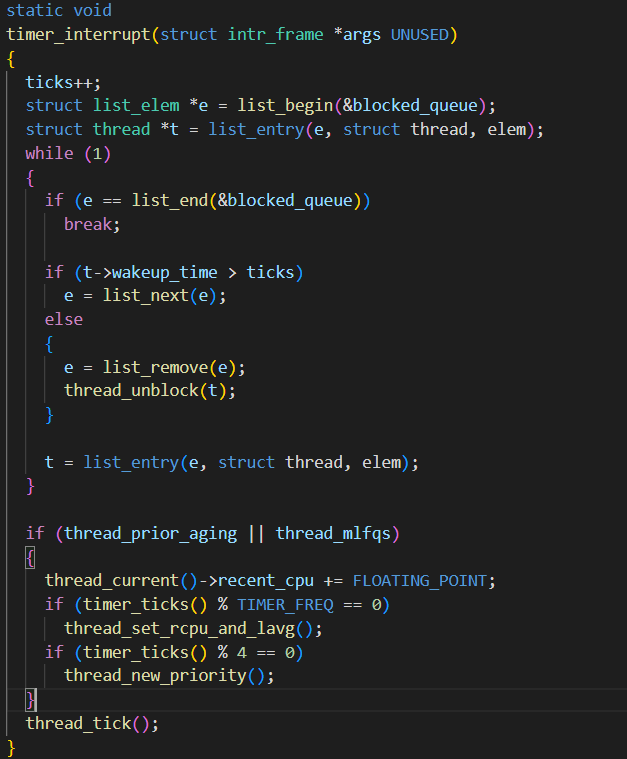 static void
timer_interrupt(struct intr_frame *args UNUSED)
{
  ticks++;
  struct list_elem *e = list_begin(&blocked_queue);
  struct thread *t = list_entry(e, struct thread, elem);
  while (1)
  {
    if (e == list_end(&blocked_queue))
      break;

    if (t->wakeup_time > ticks)
      e = list_next(e);
    else
    {
      e = list_remove(e);
      thread_unblock(t);
    }

    t = list_entry(e, struct thread, elem);
  }

  if (thread_prior_aging || thread_mlfqs)
  {
    thread_current()->recent_cpu += FLOATING_POINT;
    if (timer_ticks() % TIMER_FREQ == 0)
      thread_set_rcpu_and_lavg();
    if (timer_ticks() % 4 == 0)
      thread_new_priority();
  }
  thread_tick();
}